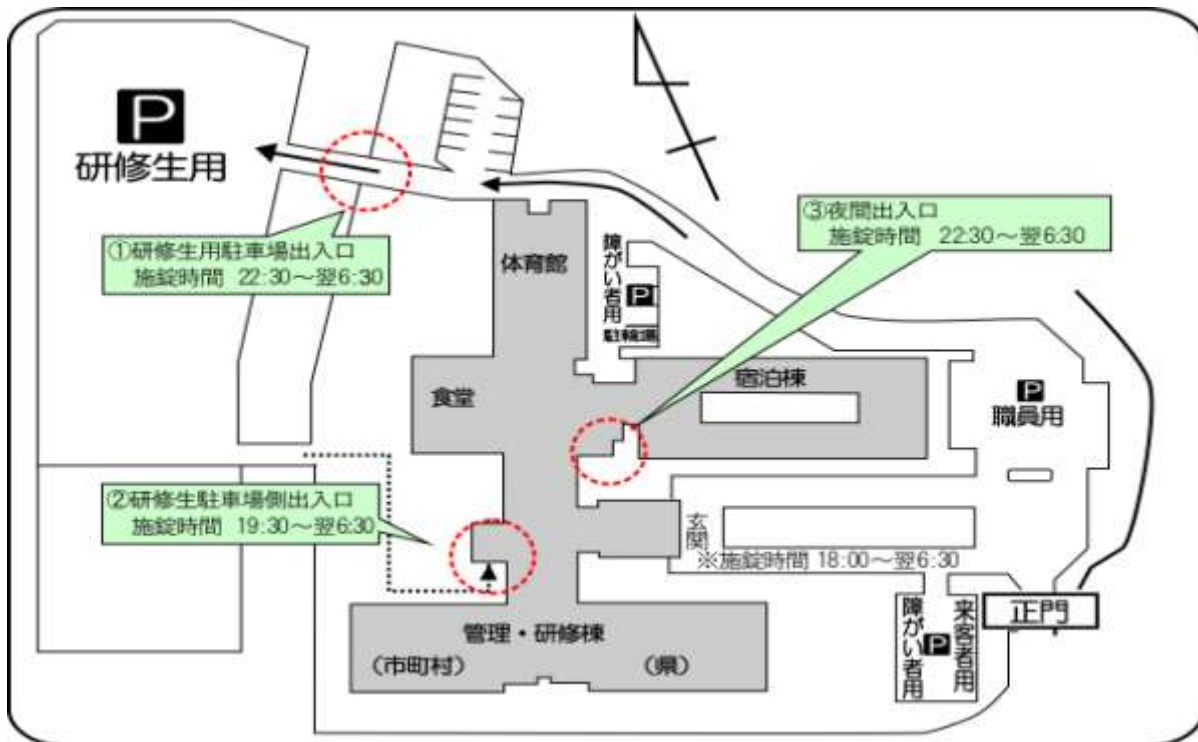 P
研修生用
①研修生用駐車場出入口
施錠時間 22:30～翌6:30
体育館
障がい者用
P
駐輪場
③夜間出入口
施錠時間 22:30～翌6:30
食堂
宿泊棟
P
職員用
②研修生駐車場側出入口
施錠時間 19:30～翌6:30
玄関
※施錠時間 18:00～翌6:30
管理・研修棟
（市町村）
（県）
障がい者用
P
来客者用
正門